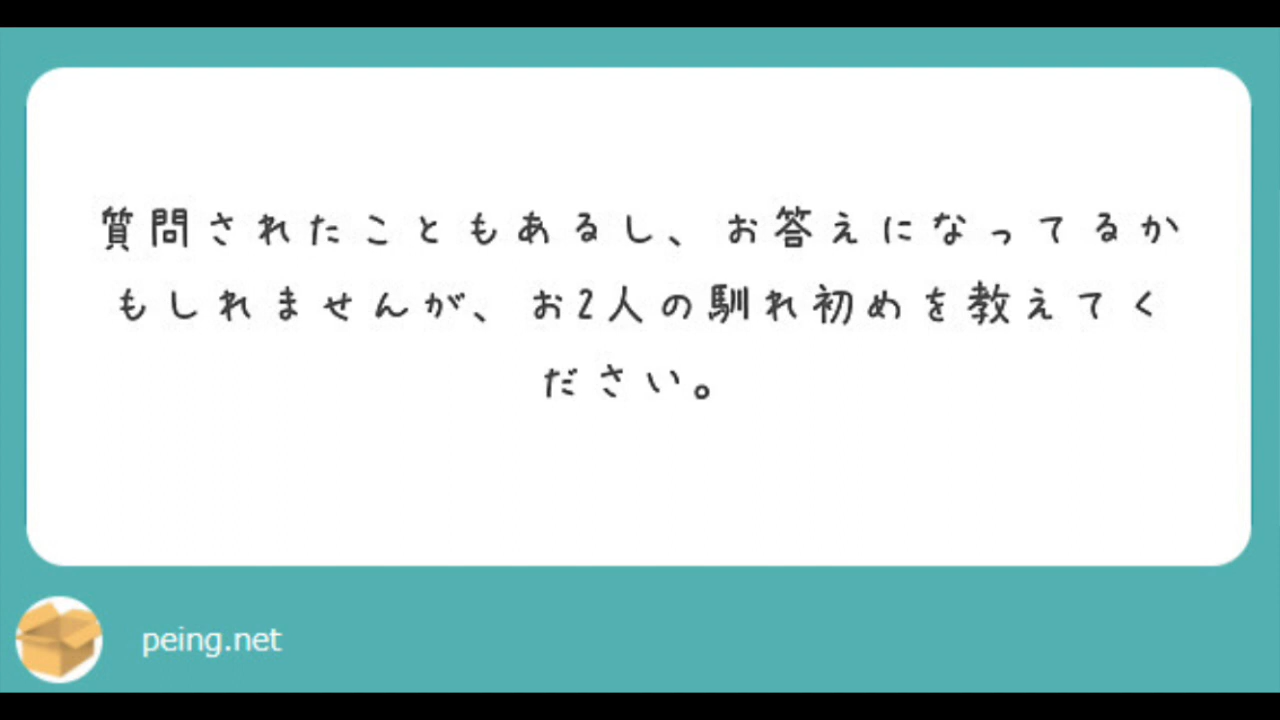 質問されたこともあるし、お答えになってるか
もしれませんが、お2人の馴れ初めを教えてく
ださい。
peing.net